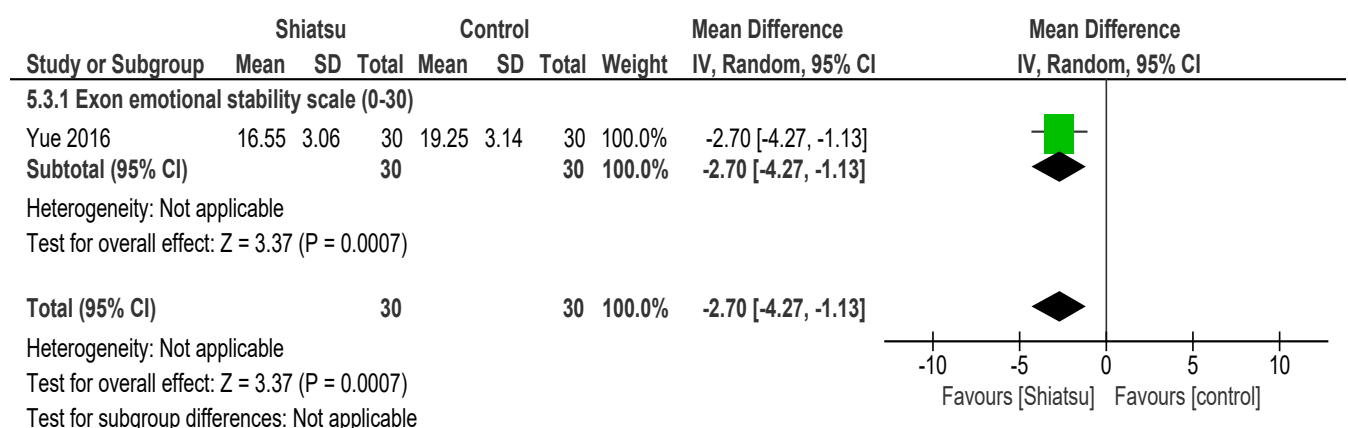 Shiatsu Control Mean Difference Mean Difference
Study or Subgroup Mean SD Total Mean SD Total Weight IV, Random, 95% CI IV, Random, 95% CI
5.3.1 Exon emotional stability scale (0-30)
Yue 2016 16.55 3.06 30 19.25 3.14 30 100.0% -2.70 [-4.27, -1.13]
Subtotal (95% CI) 30 30 100.0% -2.70 [-4.27, -1.13]
Heterogeneity: Not applicable
Test for overall effect: Z = 3.37 (P = 0.0007)
Total (95% CI) 30 30 100.0% -2.70 [-4.27, -1.13]
Heterogeneity: Not applicable
Test for overall effect: Z = 3.37 (P = 0.0007)
Test for subgroup differences: Not applicable
-10 -5 0 5 10
Favours [Shiatsu] Favours [control]